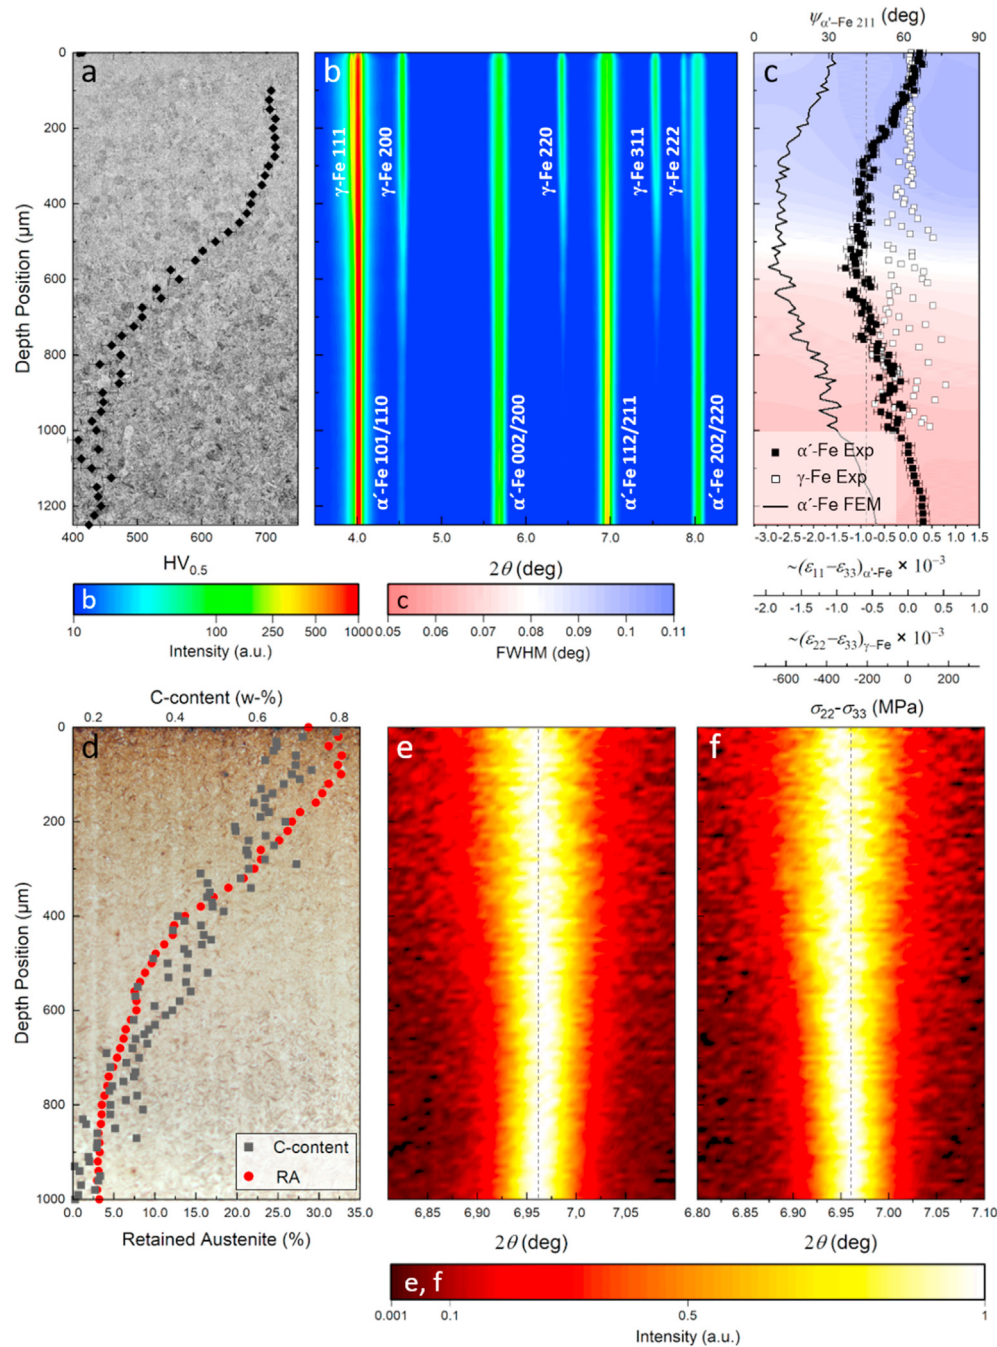 ψα'–Fe 211 (deg)
0 30 60 90
a
b
c
0
200
400
600
800
1000
1200
Depth Position (μm)
γ-Fe 111
γ-Fe 200
γ-Fe 220
γ-Fe 311
γ-Fe 222
α´-Fe 101/110
α´-Fe 002/200
α´-Fe 112/211
α´-Fe 202/220
α´-Fe Exp
γ-Fe Exp
α´-Fe FEM
400 500 600 700
HV0.5
4.0 5.0 6.0 7.0 8.0
2θ (deg)
-3.0 -2.5 -2.0 -1.5 -1.0 -0.5 0.0 0.5 1.0 1.5
~(ε11–ε33)α'-Fe × 10-3
b
10 100 250 500 1000
Intensity (a.u.)
c
0.05 0.06 0.07 0.08 0.09 0.1 0.11
FWHM (deg)
-2.0 -1.5 -1.0 -0.5 0.0 0.5 1.0
~(ε22–ε33)γ–Fe × 10-3
-600 -400 -200 0 200
σ22-σ33 (MPa)
C-content (w-%)
0.2 0.4 0.6 0.8
d
e
f
0
200
400
600
800
1000
Depth Position (μm)
C-content
RA
0.0 5.0 10.0 15.0 20.0 25.0 30.0 35.0
Retained Austenite (%)
6,85 6,90 6,95 7,0 7,05
2θ (deg)
6.80 6.85 6.90 6.95 7.00 7.05 7.10
2θ (deg)
e, f
0.001 0.1 0.5 1
Intensity (a.u.)